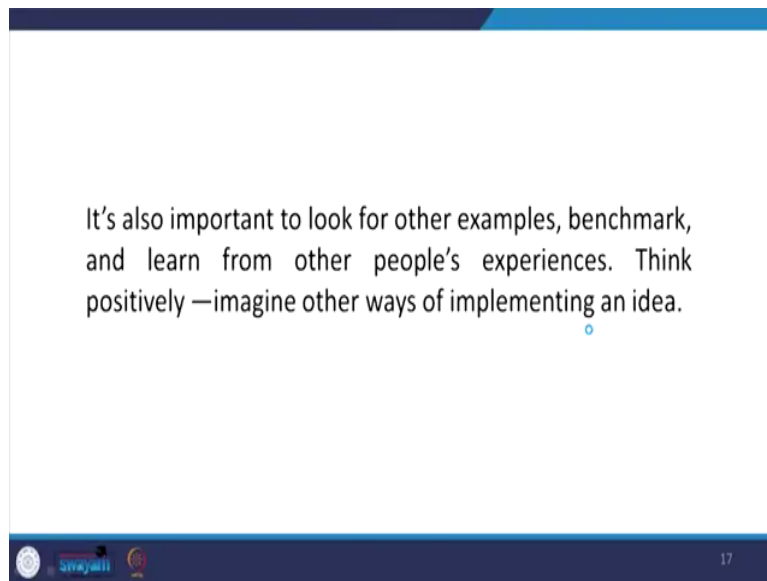 It’s also important to look for other examples, benchmark,
and learn from other people’s experiences. Think
positively —imagine other ways of implementing an idea.
swayam
17